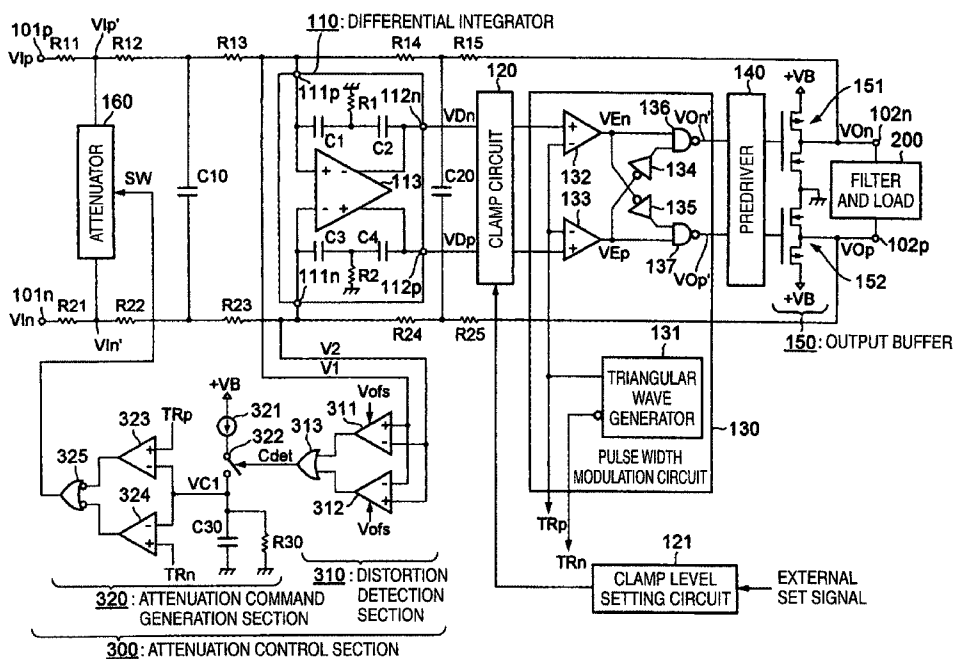 110: DIFFERENTIAL INTEGRATOR
101p
VIp'
R11
R12
R13
R14
R15
VIp
120
140
+VB
151
111p
R1
112n
160
C1
C2
VDn
VEn
136
VOn'
VOn
102n
200
113
132
134
SW
C10
C20
ATTENUATOR
CLAMP CIRCUIT
PREDRIVER
FILTER
AND LOAD
133
135
C3
C4
R2
VDp
VEp
137
VOp'
VOp
102p
111n
112p
152
101n
R21
R22
R23
R24
R25
VIn
VIn'
+VB
150: OUTPUT BUFFER
V2
V1
131
TRIANGULAR
WAVE
GENERATOR
+VB
321
Vofs
311
313
323
TRp
322
Cdet
130
PULSE WIDTH
MODULATION CIRCUIT
325
324
VC1
312
Vofs
C30
R30
TRn
TRp
TRn
121
310: DISTORTION
DETECTION
SECTION
CLAMP LEVEL
SETTING CIRCUIT
EXTERNAL
SET SIGNAL
320: ATTENUATION COMMAND
GENERATION SECTION
300: ATTENUATION CONTROL SECTION